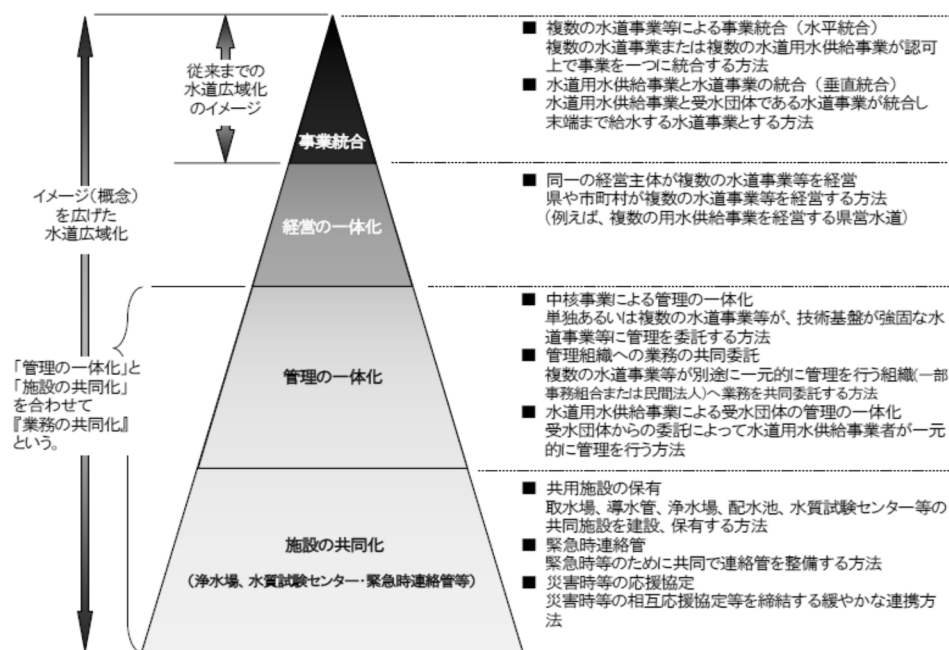 従来までの
水道広域化
のイメージ
イメージ(概念)
を広げた
水道広域化
「管理の一体化」と
「施設の共同化」
を合わせて
『業務の共同化』
という。
事業統合
経営の一体化
管理の一体化
施設の共同化
(浄水場、水質試験センター・緊急時連絡管等)
■ 複数の水道事業等による事業統合(水平統合)
複数の水道事業または複数の水道用水供給事業が認可
上で事業を一つに統合する方法
■ 水道用水供給事業と水道事業の統合(垂直統合)
水道用水供給事業と受水団体である水道事業が統合し
末端まで給水する水道事業とする方法
■ 同一の経営主体が複数の水道事業等を経営
県や市町村が複数の水道事業等を経営する方法
(例えば、複数の用水供給事業を経営する県営水道)
■ 中核事業による管理の一体化
単独あるいは複数の水道事業等が、技術基盤が強固な水
道事業等に管理を委託する方法
■ 管理組織への業務の共同委託
複数の水道事業等が別途に一元的に管理を行う組織(一部
事務組合または民間法人)へ業務を共同委託する方法
■ 水道用水供給事業による受水団体の管理の一体化
受水団体からの委託によって水道用水供給事業者が一元
的に管理を行う方法
■ 共用施設の保有
取水場、導水管、浄水場、配水池、水質試験センター等の
共同施設を建設、保有する方法
■ 緊急時連絡管
緊急時等のために共同で連絡管を整備する方法
■ 災害時等の応援協定
災害時等の相互応援協定等を締結する緩やかな連携方
法